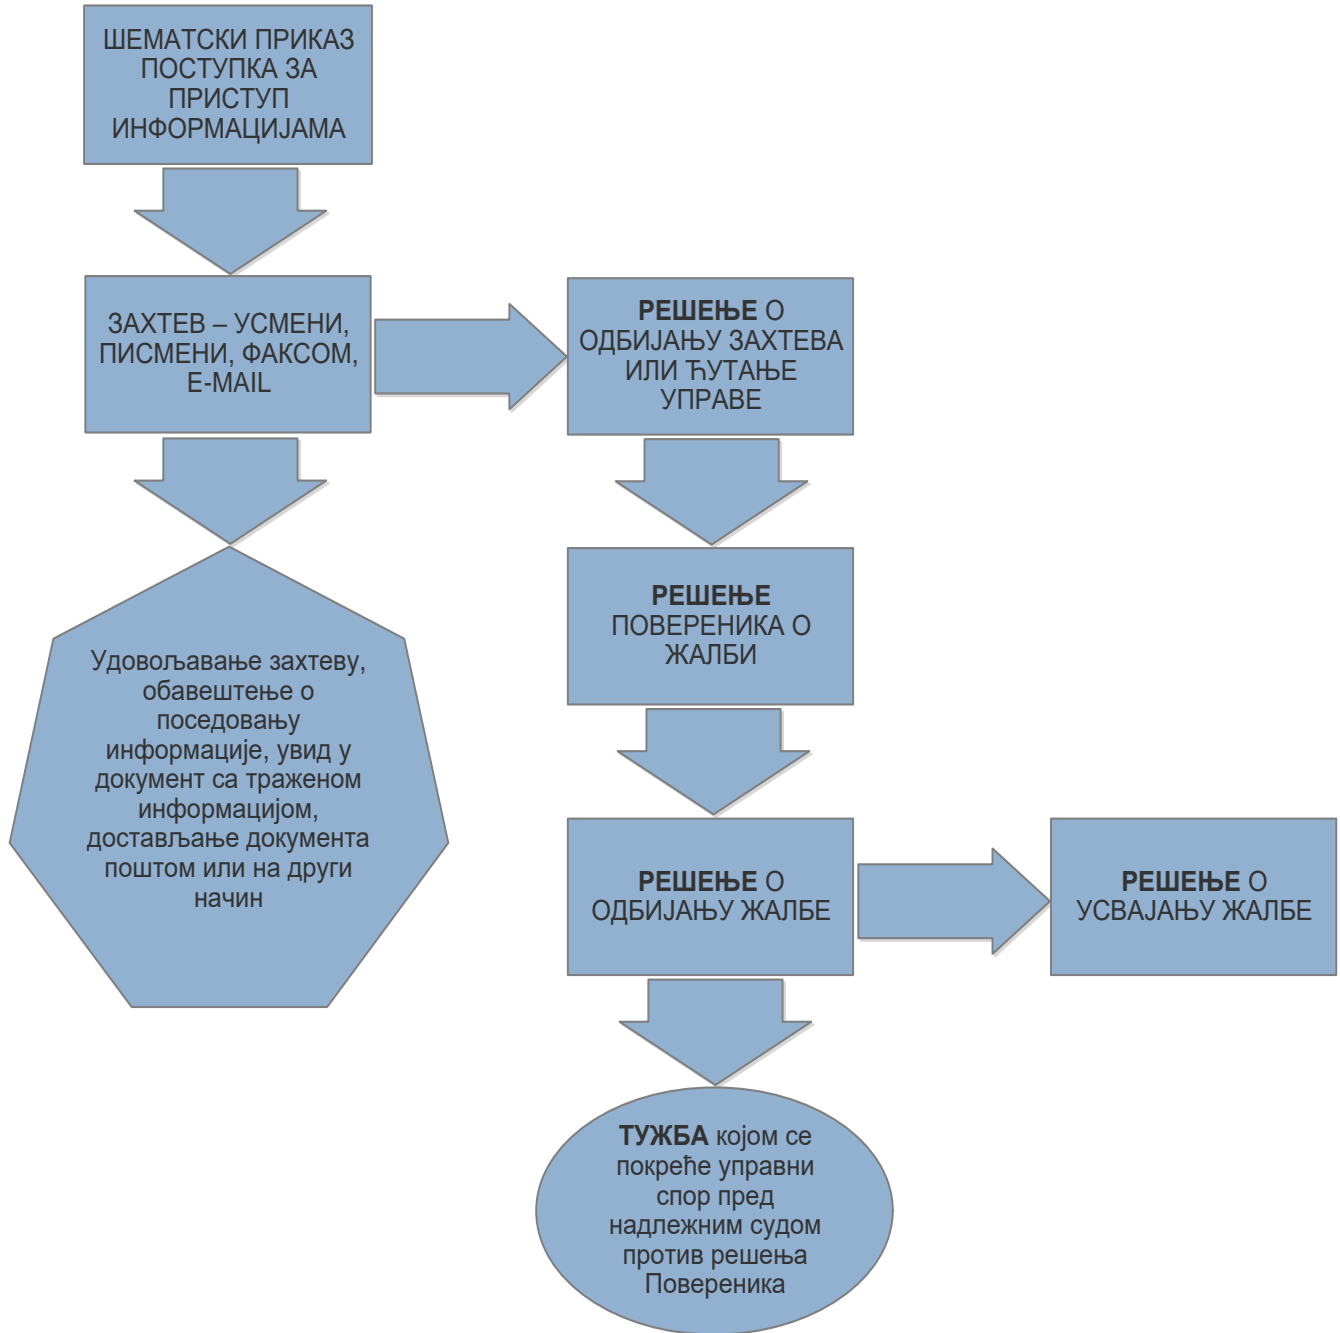 ШЕМАТСКИ ПРИКАЗ
ПОСТУПКА ЗА
ПРИСТУП
ИНФОРМАЦИЈАМА
ЗАХТЕВ – УСМЕНИ,
ПИСМЕНИ, ФАКСОМ,
E-MAIL
РЕШЕЊЕ О
ОДБИЈАЊУ ЗАХТЕВА
ИЛИ ЋУТАЊЕ
УПРАВЕ
Удовољавање захтеву,
обавештење о
поседовању
информације, увид у
документ са траженом
информацијом,
достављање документа
поштом или на други
начин
РЕШЕЊЕ
ПОВЕРЕНИКА О
ЖАЛБИ
РЕШЕЊЕ О
ОДБИЈАЊУ ЖАЛБЕ
РЕШЕЊЕ О
УСВАЈАЊУ ЖАЛБЕ
ТУЖБА којом се
покреће управни
спор пред
надлежним судом
против решења
Повереника